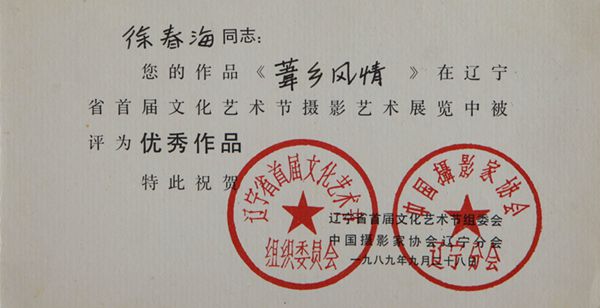 徐春海同志：
您的作品《苇乡风情》在辽宁
省首届文化艺术节摄影艺术展览中被
评为优秀作品
特此祝贺
辽宁省首届文化艺术节组委会
中国摄影家协会辽宁分会
一九八九年九月二十八日
辽宁省首届文化艺术节
组织委员会
中国摄影家协会
辽宁分会